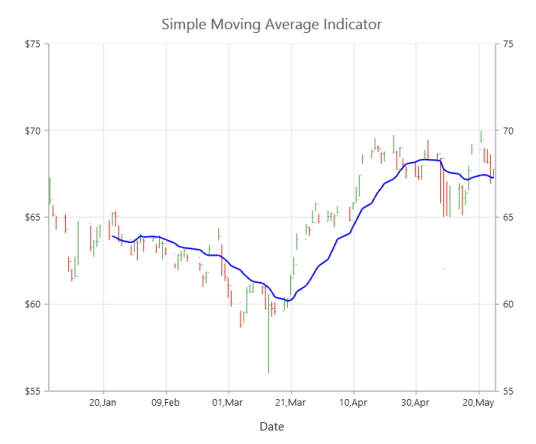 Simple Moving Average Indicator
$75 75
$70 70
$65 65
$60 60
$55 55
20,Jan 09,Feb 01,Mar 21,Mar 10,Apr 30,Apr 20,May
Date